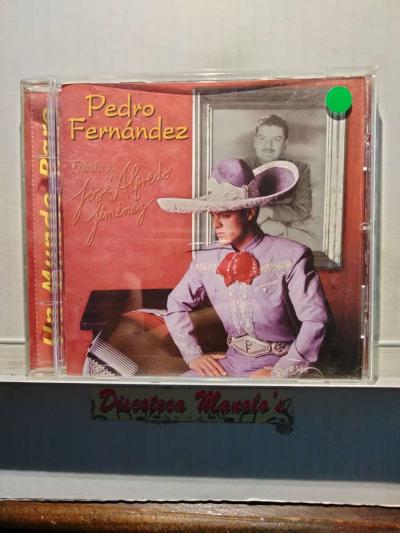 Pedro
Fernández
Tributo a
José Alfredo
Jiménez
Un Mundo Raro
Discoteca Manolo's